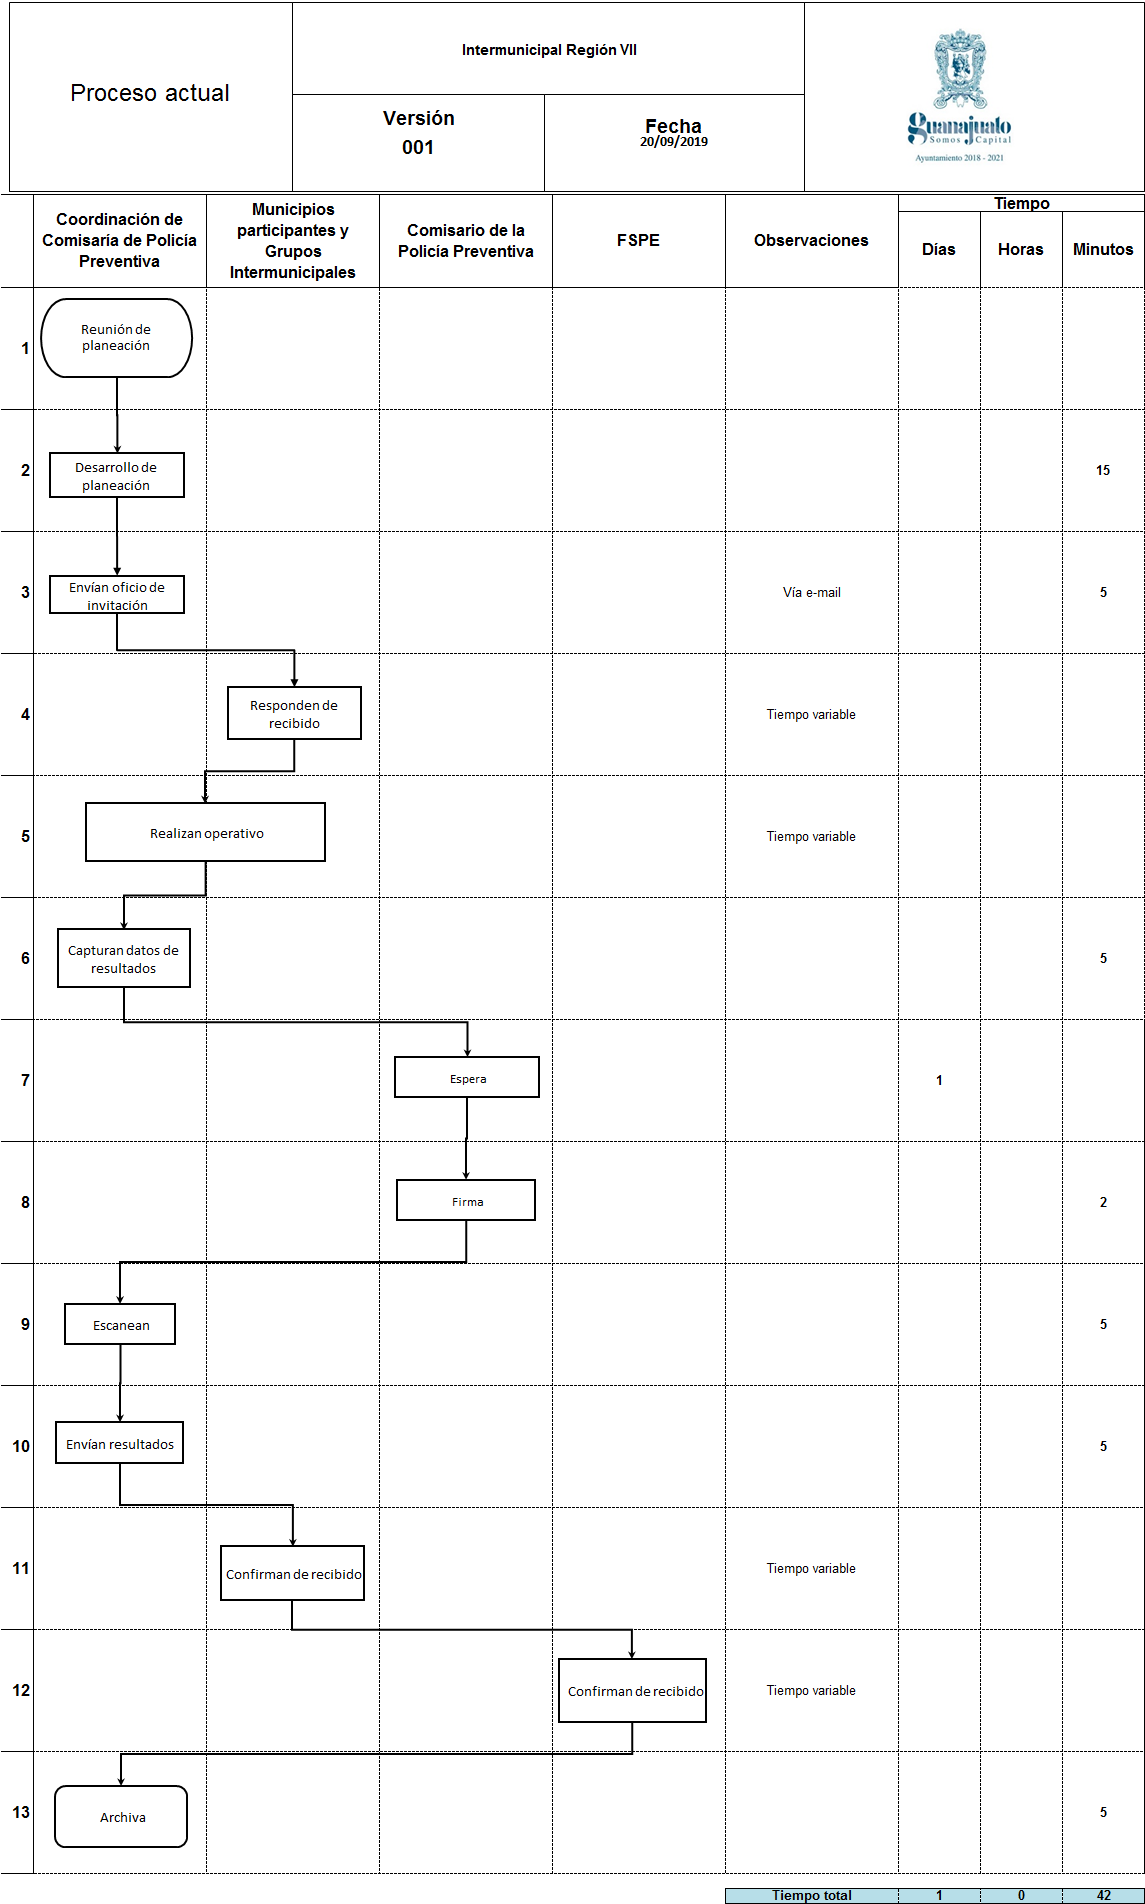 Proceso actual
Intermunicipal Región VII
Versión
001
Fecha
20/09/2019
Guanajuato
Somos Capital
Ayuntamiento 2018 - 2021
Coordinación de
Comisaría de Policía
Preventiva
Municipios
participantes y
Grupos
Intermunicipales
Comisario de la
Policía Preventiva
FSPE
Observaciones
Tiempo
Días
Horas
Minutos
1
Reunión de
planeación
2
Desarrollo de
planeación
15
3
Envían oficio de
invitación
Vía e-mail
5
4
Responden de
recibido
Tiempo variable
5
Realizan operativo
Tiempo variable
6
Capturan datos de
resultados
5
7
Espera
1
8
Firma
2
9
Escanean
5
10
Envían resultados
5
11
Confirman de recibido
Tiempo variable
12
Confirman de recibido
Tiempo variable
13
Archiva
5
Tiempo total
1
0
42